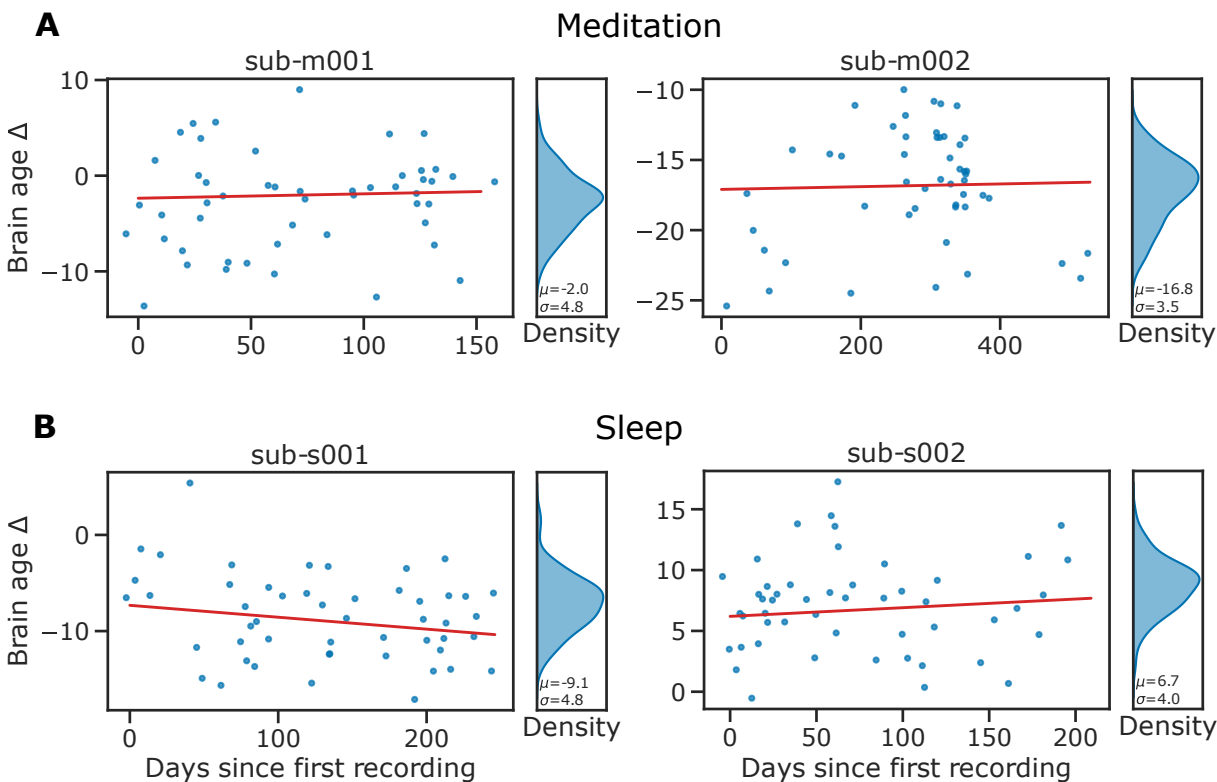 A
Meditation
sub-m001
sub-m002
Brain age Δ
10
0
−10
0
50
100
150
μ=-2.0
σ=4.8
Density
−10
−15
−20
−25
0
200
400
μ=-16.8
σ=3.5
Density
B
Sleep
sub-s001
sub-s002
Brain age Δ
0
−10
0
100
200
Days since first recording
μ=-9.1
σ=4.8
Density
15
10
5
0
0
50
100
150
200
Days since first recording
μ=6.7
σ=4.0
Density